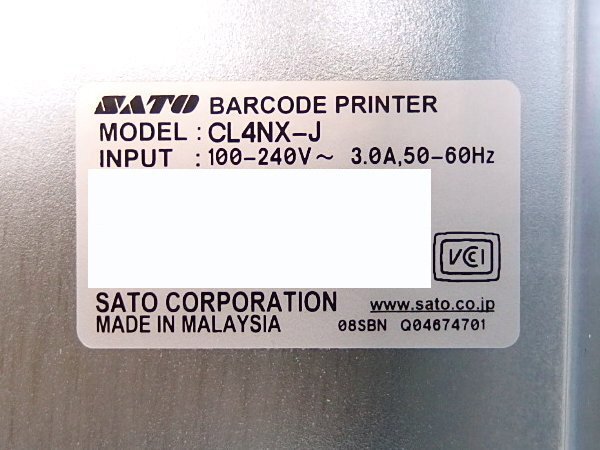 SATO BARCODE PRINTER
MODEL : CL4NX-J
INPUT : 100-240V~ 3.0A,50-60Hz
VCCI
SATO CORPORATION www.sato.co.jp
MADE IN MALAYSIA 08SBN Q04674701